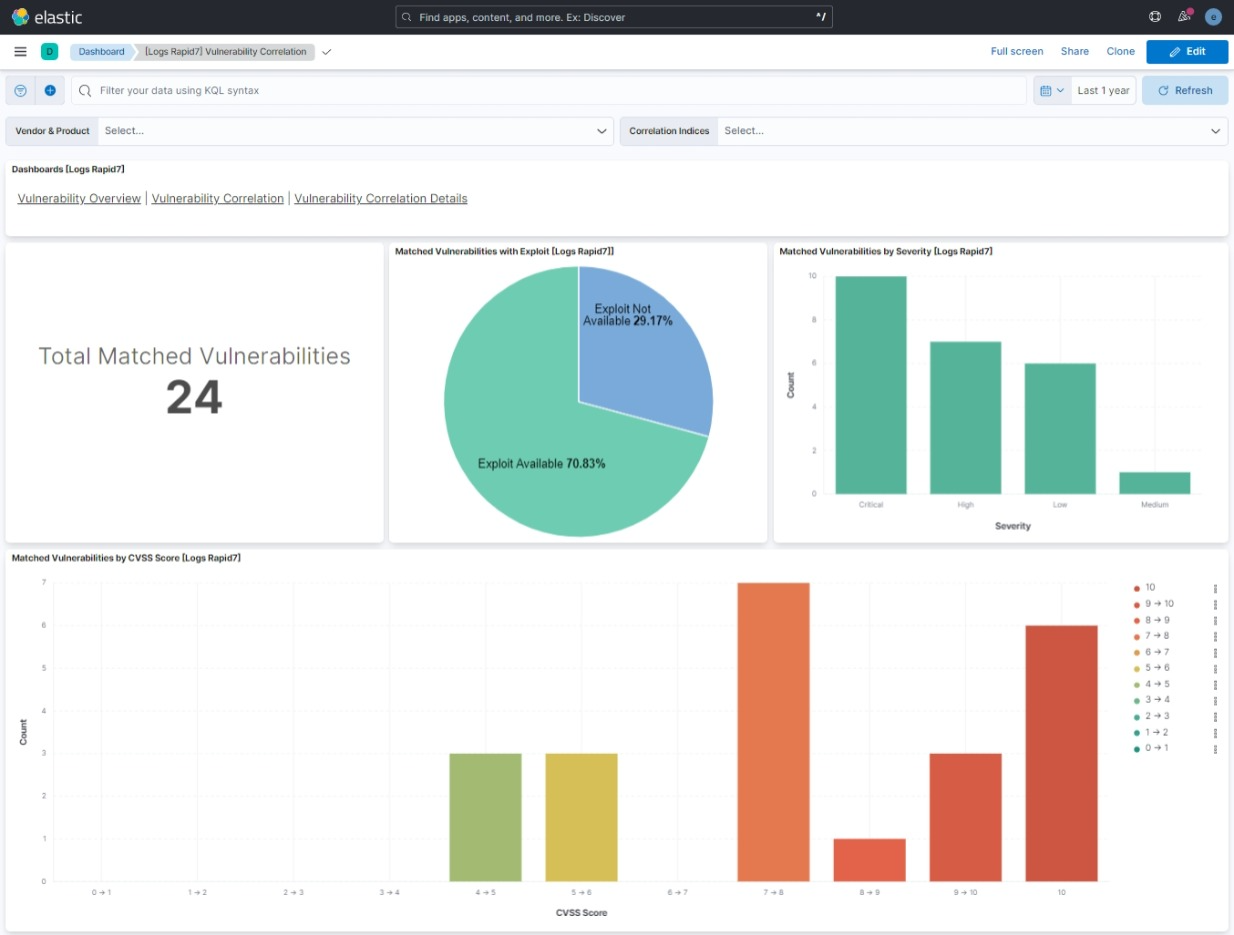 elastic
Find apps, content, and more. Ex: Discover
^/
e
D
Dashboard
[Logs Rapid7] Vulnerability Correlation
Full screen
Share
Clone
Edit
Filter your data using KQL syntax
Last 1 year
Refresh
Vendor & Product
Select...
Correlation Indices
Select...
Dashboards [Logs Rapid7]
Vulnerability Overview | Vulnerability Correlation | Vulnerability Correlation Details
Total Matched Vulnerabilities
24
Matched Vulnerabilities with Exploit [Logs Rapid7]]
Exploit Not
Available 29.17%
Exploit Available 70.83%
Matched Vulnerabilities by Severity [Logs Rapid7]
10
8
6
4
2
0
Count
Critical
High
Low
Medium
Severity
Matched Vulnerabilities by CVSS Score [Logs Rapid7]
7
6
5
4
3
2
1
0
Count
0 → 1
1 → 2
2 → 3
3 → 4
4 → 5
5 → 6
6 → 7
7 → 8
8 → 9
9 → 10
10
CVSS Score
10
9 → 10
8 → 9
7 → 8
6 → 7
5 → 6
4 → 5
3 → 4
2 → 3
1 → 2
0 → 1